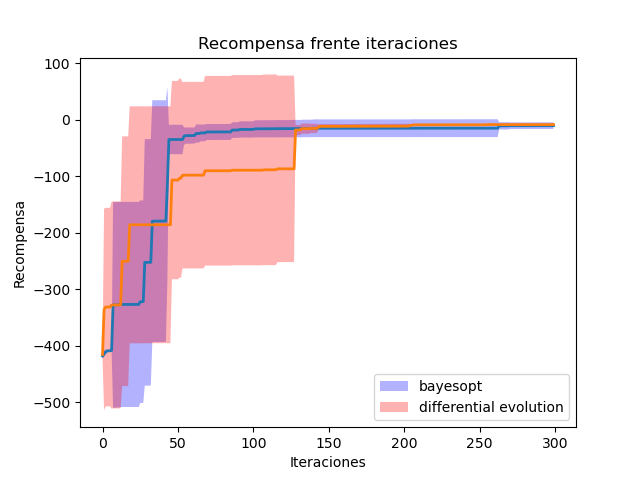 Recompensa frente iteraciones
100
0
−100
−200
−300
−400
−500
Recompensa
0
50
100
150
200
250
300
Iteraciones
bayesopt
differential evolution